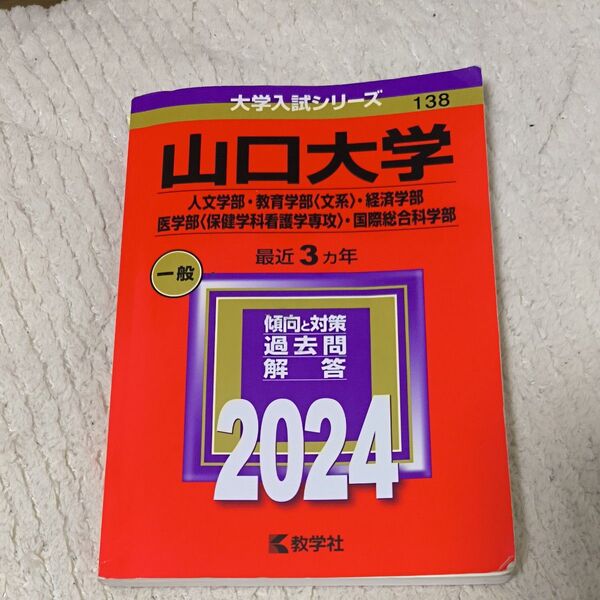 大学入試シリーズ
138
山口大学
人文学部・教育学部〈文系〉・経済学部
医学部〈保健学科看護学専攻〉・国際総合科学部
最近3ヵ年
一般
傾向と対策
過去問
解答
2024
教学社